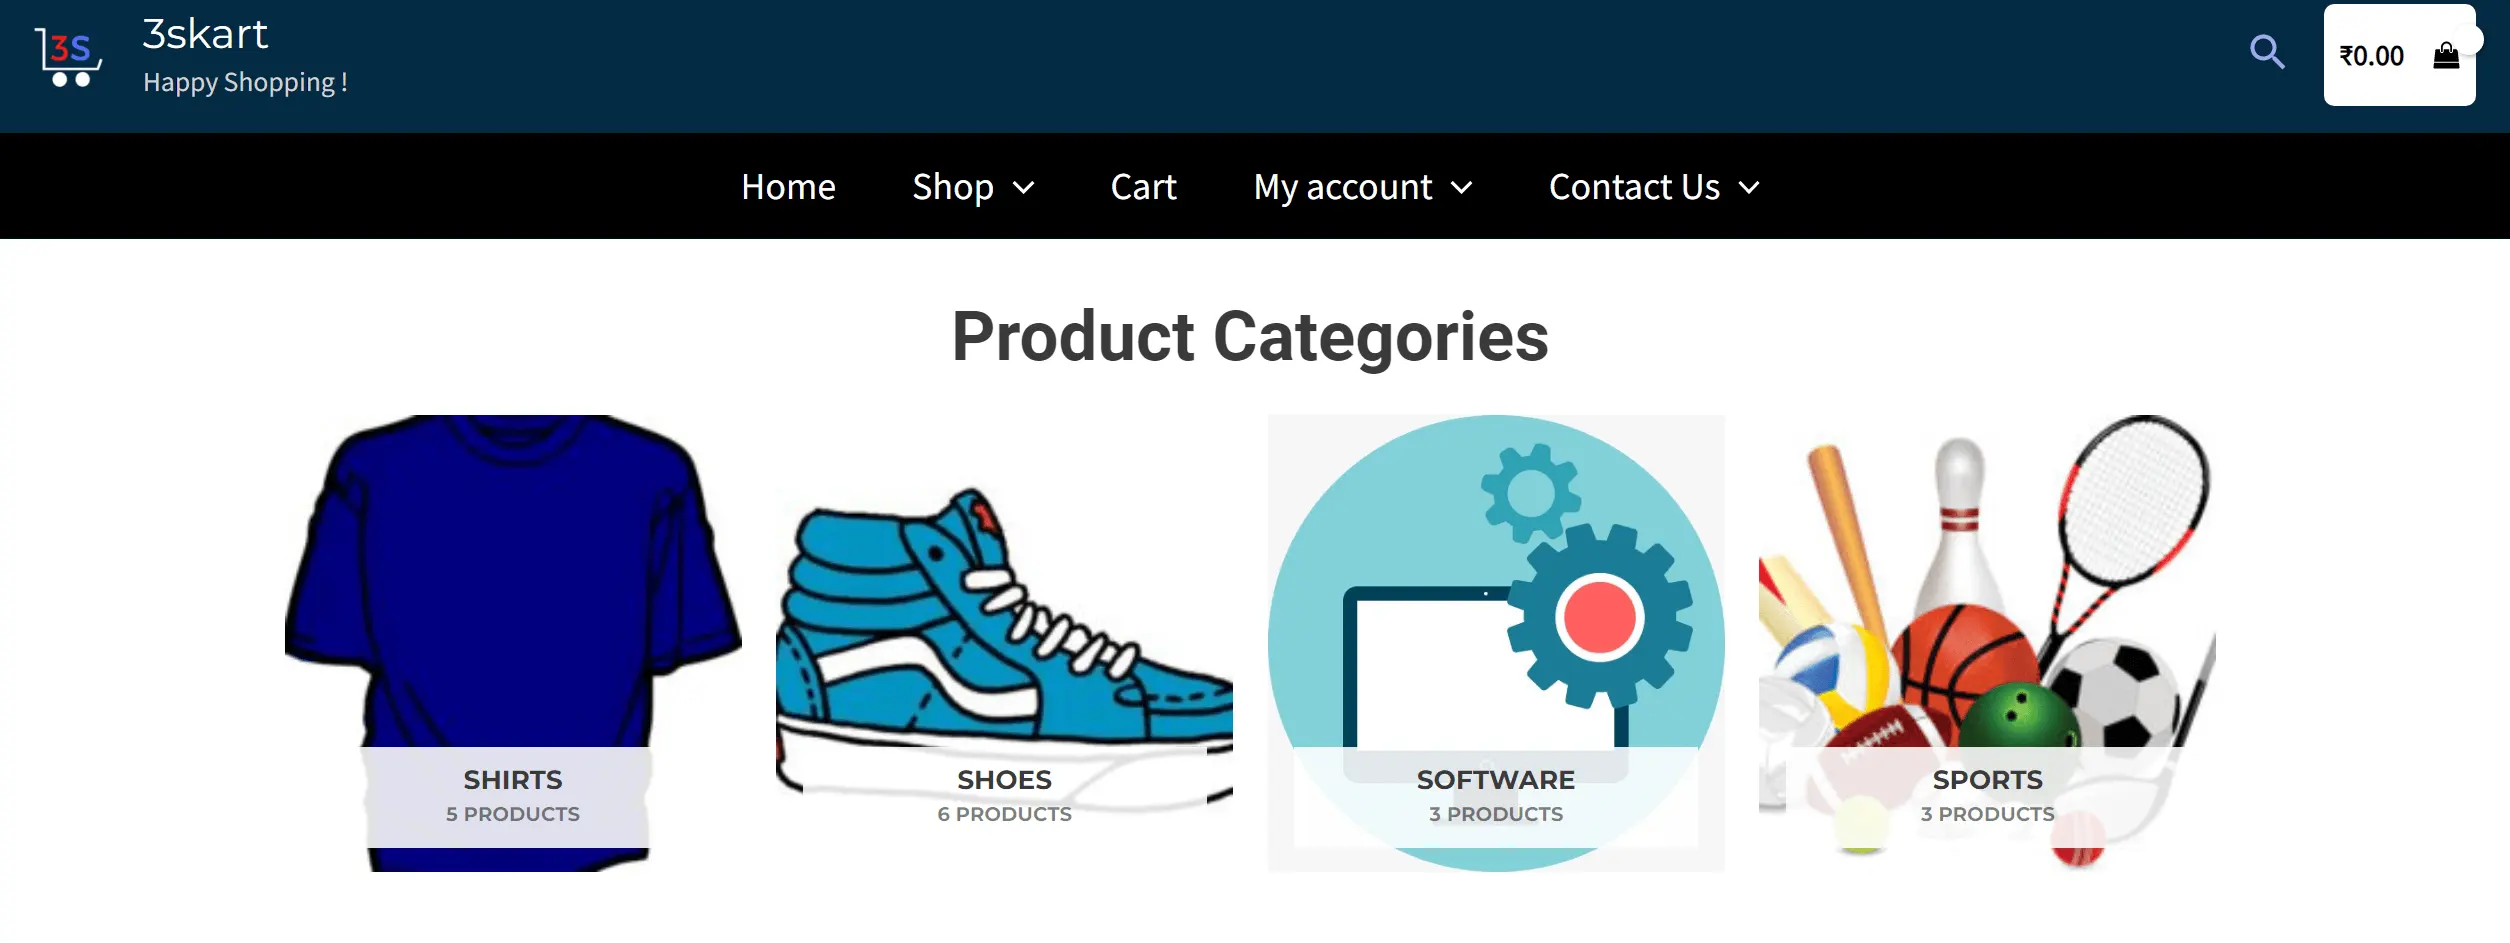 3S
3skart
Happy Shopping !
₹0.00
Home Shop Cart My account Contact Us
Product Categories
SHIRTS
5 PRODUCTS
SHOES
6 PRODUCTS
SOFTWARE
3 PRODUCTS
SPORTS
3 PRODUCTS